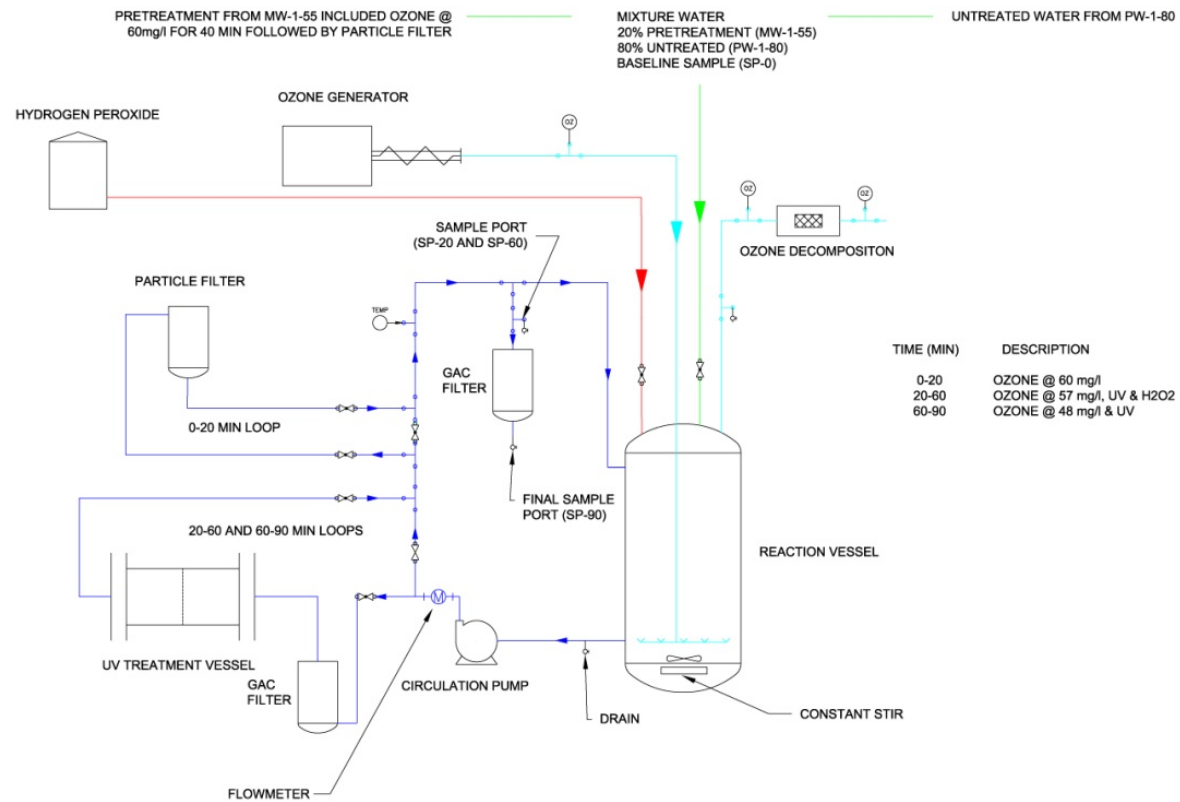 PRETREATMENT FROM MW-1-55 INCLUDED OZONE @
60mg/l FOR 40 MIN FOLLOWED BY PARTICLE FILTER
MIXTURE WATER
20% PRETREATMENT (MW-1-55)
80% UNTREATED (PW-1-80)
BASELINE SAMPLE (SP-0)
UNTREATED WATER FROM PW-1-80
HYDROGEN PEROXIDE
OZONE GENERATOR
OZ
OZ
OZ
OZONE DECOMPOSITON
SAMPLE PORT
(SP-20 AND SP-60)
PARTICLE FILTER
TEMP
GAC
FILTER
0-20 MIN LOOP
TIME (MIN) DESCRIPTION
0-20 OZONE @ 60 mg/l
20-60 OZONE @ 57 mg/l, UV & H2O2
60-90 OZONE @ 48 mg/l & UV
FINAL SAMPLE
PORT (SP-90)
20-60 AND 60-90 MIN LOOPS
REACTION VESSEL
M
UV TREATMENT VESSEL
GAC
FILTER
CIRCULATION PUMP
DRAIN
CONSTANT STIR
FLOWMETER